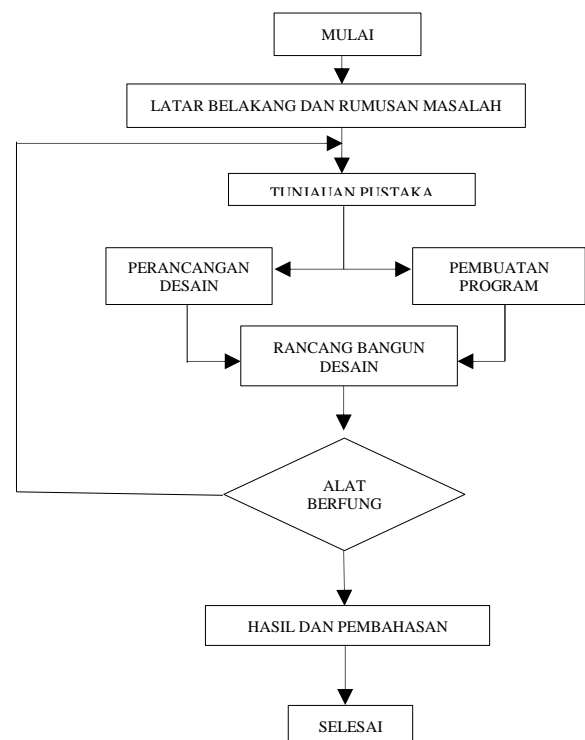 MULAI
LATAR BELAKANG DAN RUMUSAN MASALAH
TUNJAUAN PUSTAKA
PERANCANGAN
DESAIN
PEMBUATAN
PROGRAM
RANCANG BANGUN
DESAIN
ALAT
BERFUNG
HASIL DAN PEMBAHASAN
SELESAI